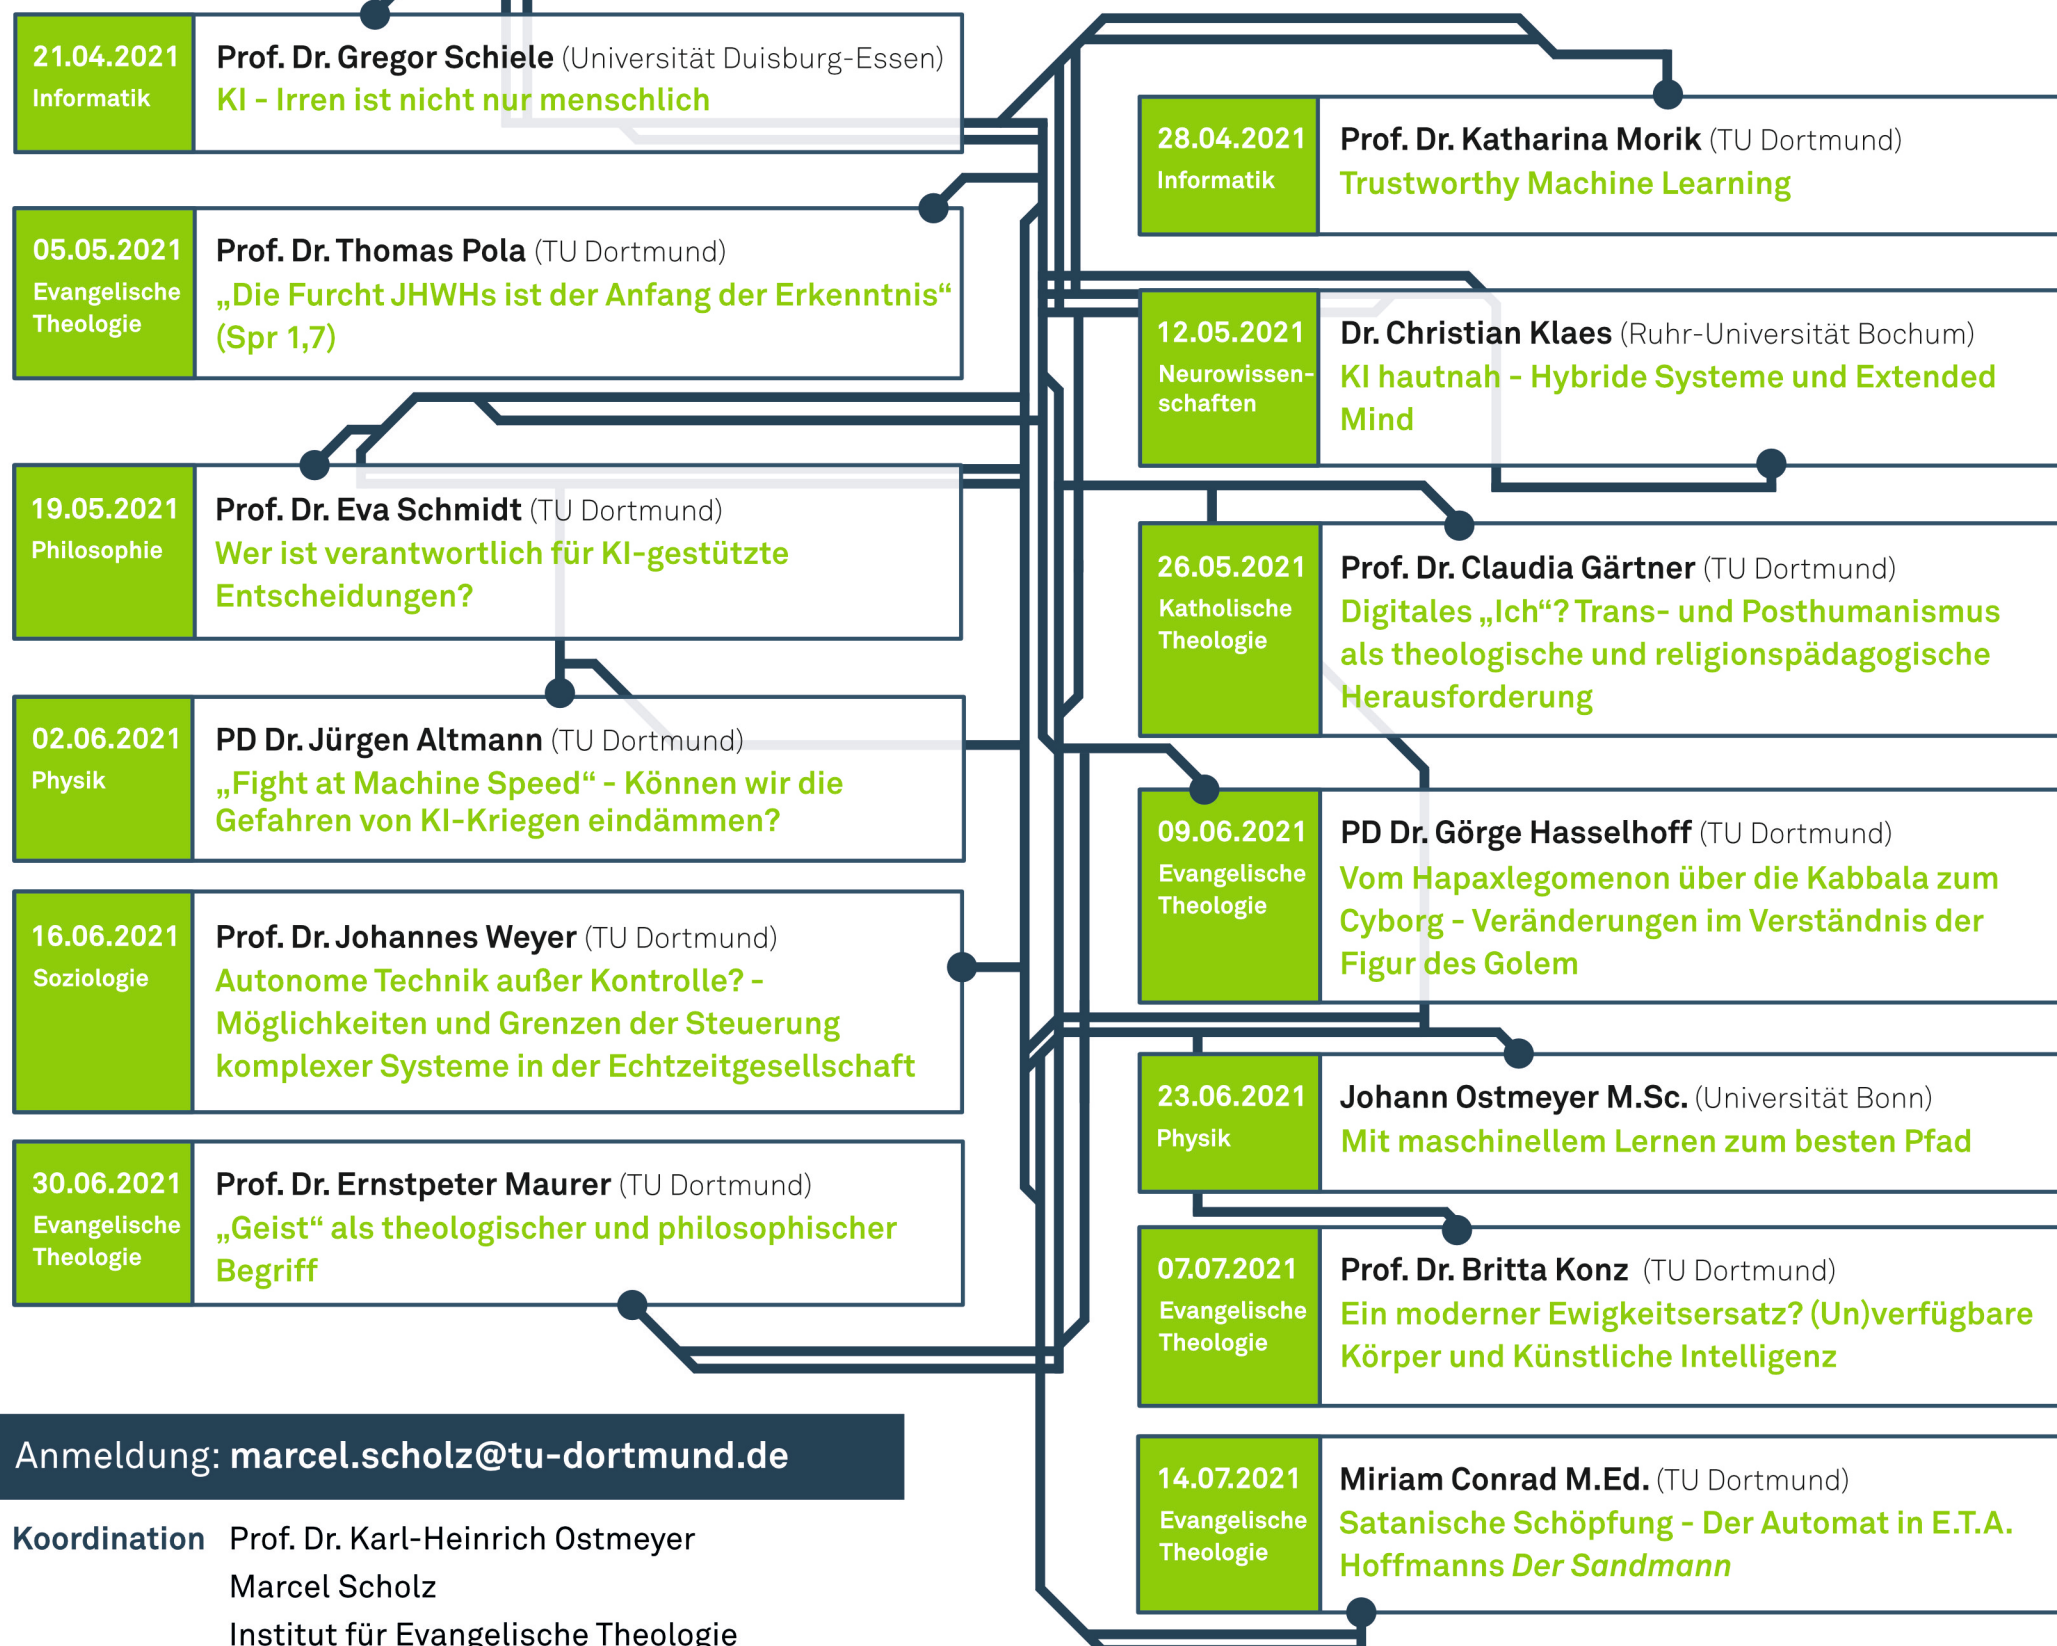 21.04.2021
Informatik
Prof. Dr. Gregor Schiele (Universität Duisburg-Essen)
KI - Irren ist nicht nur menschlich
28.04.2021
Informatik
Prof. Dr. Katharina Morik (TU Dortmund)
Trustworthy Machine Learning
05.05.2021
Evangelische
Theologie
Prof. Dr. Thomas Pola (TU Dortmund)
„Die Furcht JHWHs ist der Anfang der Erkenntnis“
(Spr 1,7)
12.05.2021
Neurowissen-
schaften
Dr. Christian Klaes (Ruhr-Universität Bochum)
KI hautnah - Hybride Systeme und Extended
Mind
19.05.2021
Philosophie
Prof. Dr. Eva Schmidt (TU Dortmund)
Wer ist verantwortlich für KI-gestützte
Entscheidungen?
26.05.2021
Katholische
Theologie
Prof. Dr. Claudia Gärtner (TU Dortmund)
Digitales „Ich“? Trans- und Posthumanismus
als theologische und religionspädagogische
Herausforderung
02.06.2021
Physik
PD Dr. Jürgen Altmann (TU Dortmund)
„Fight at Machine Speed“ - Können wir die
Gefahren von KI-Kriegen eindämmen?
09.06.2021
Evangelische
Theologie
PD Dr. Görge Hasselhoff (TU Dortmund)
Vom Hapaxlegomenon über die Kabbala zum
Cyborg - Veränderungen im Verständnis der
Figur des Golem
16.06.2021
Soziologie
Prof. Dr. Johannes Weyer (TU Dortmund)
Autonome Technik außer Kontrolle? -
Möglichkeiten und Grenzen der Steuerung
komplexer Systeme in der Echtzeitgesellschaft
23.06.2021
Physik
Johann Ostmeyer M.Sc. (Universität Bonn)
Mit maschinellem Lernen zum besten Pfad
30.06.2021
Evangelische
Theologie
Prof. Dr. Ernstpeter Maurer (TU Dortmund)
„Geist“ als theologischer und philosophischer
Begriff
07.07.2021
Evangelische
Theologie
Prof. Dr. Britta Konz (TU Dortmund)
Ein moderner Ewigkeitsersatz? (Un)verfügbare
Körper und Künstliche Intelligenz
14.07.2021
Evangelische
Theologie
Miriam Conrad M.Ed. (TU Dortmund)
Satanische Schöpfung - Der Automat in E.T.A.
Hoffmanns Der Sandmann
Anmeldung: marcel.scholz@tu-dortmund.de
Koordination Prof. Dr. Karl-Heinrich Ostmeyer
Marcel Scholz
Institut für Evangelische Theologie